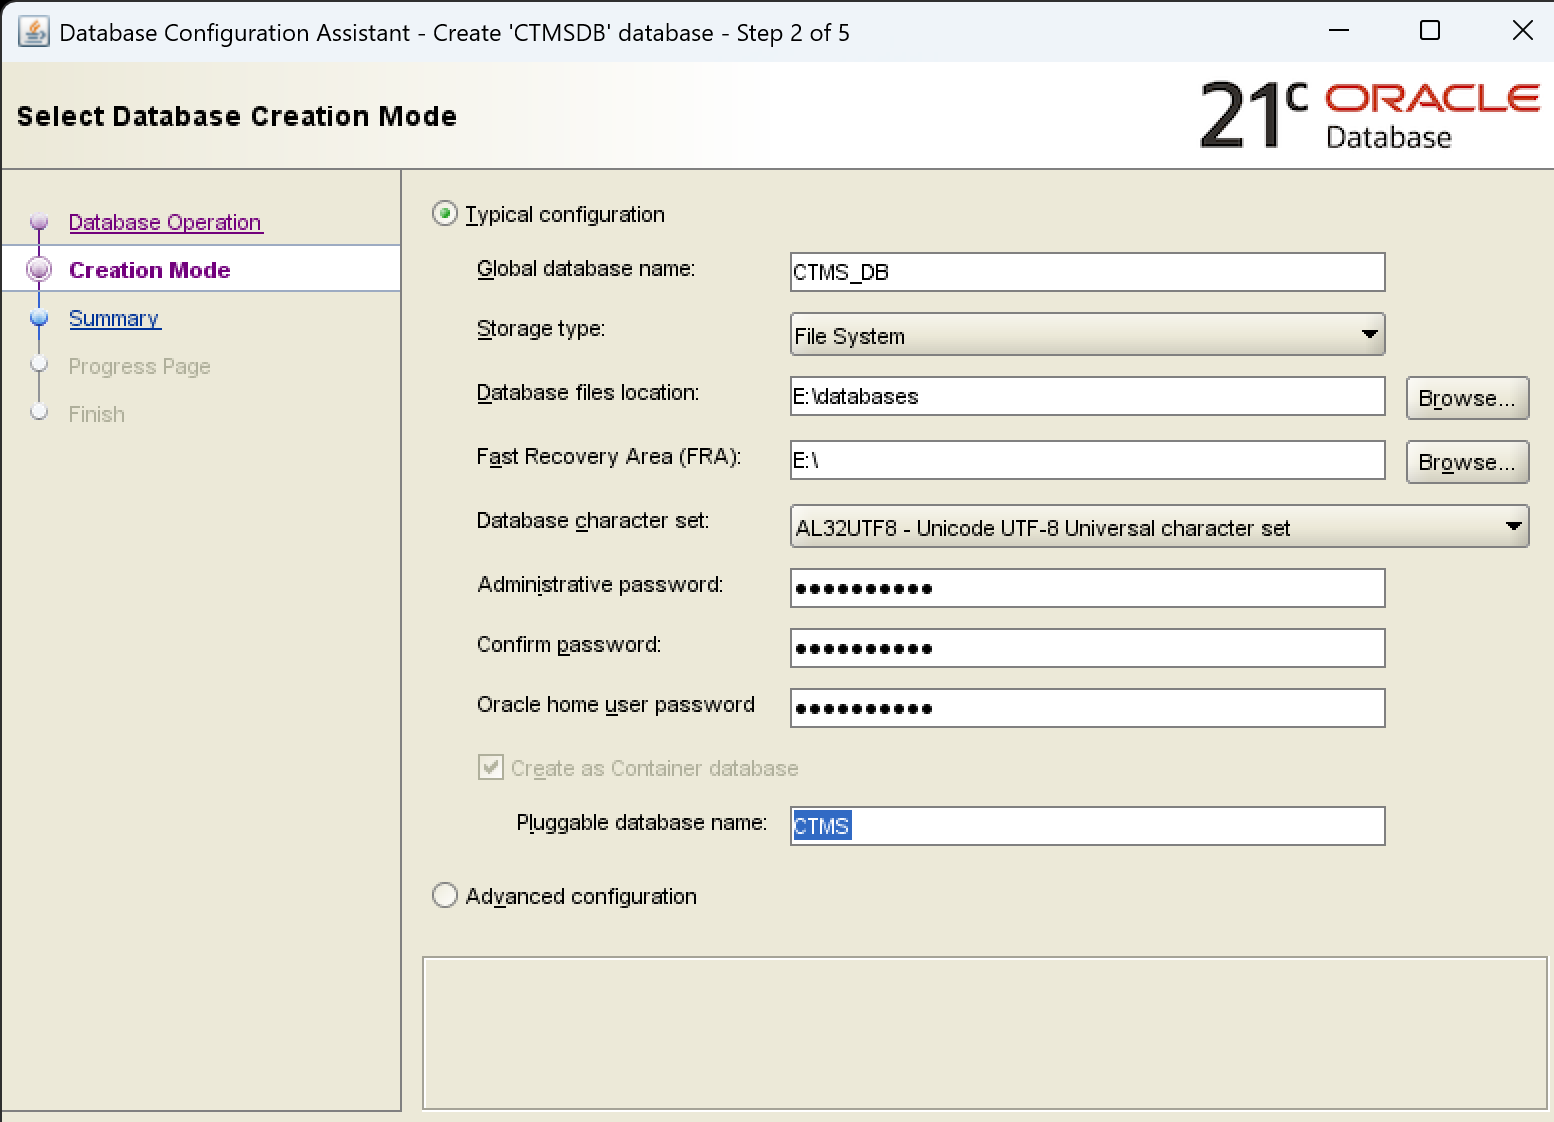 Database Configuration Assistant - Create 'CTMSDB' database - Step 2 of 5
Select Database Creation Mode
21c ORACLE
Database
Database Operation
Creation Mode
Summary
Progress Page
Finish
Typical configuration
Global database name: CTMS_DB
Storage type: File System
Database files location: E:\databases Browse...
Fast Recovery Area (FRA): E:\ Browse...
Database character set: AL32UTF8 - Unicode UTF-8 Universal character set
Administrative password: ●●●●●●●●●●
Confirm password: ●●●●●●●●●●
Oracle home user password ●●●●●●●●●●
Create as Container database
Pluggable database name: CTMS
Advanced configuration